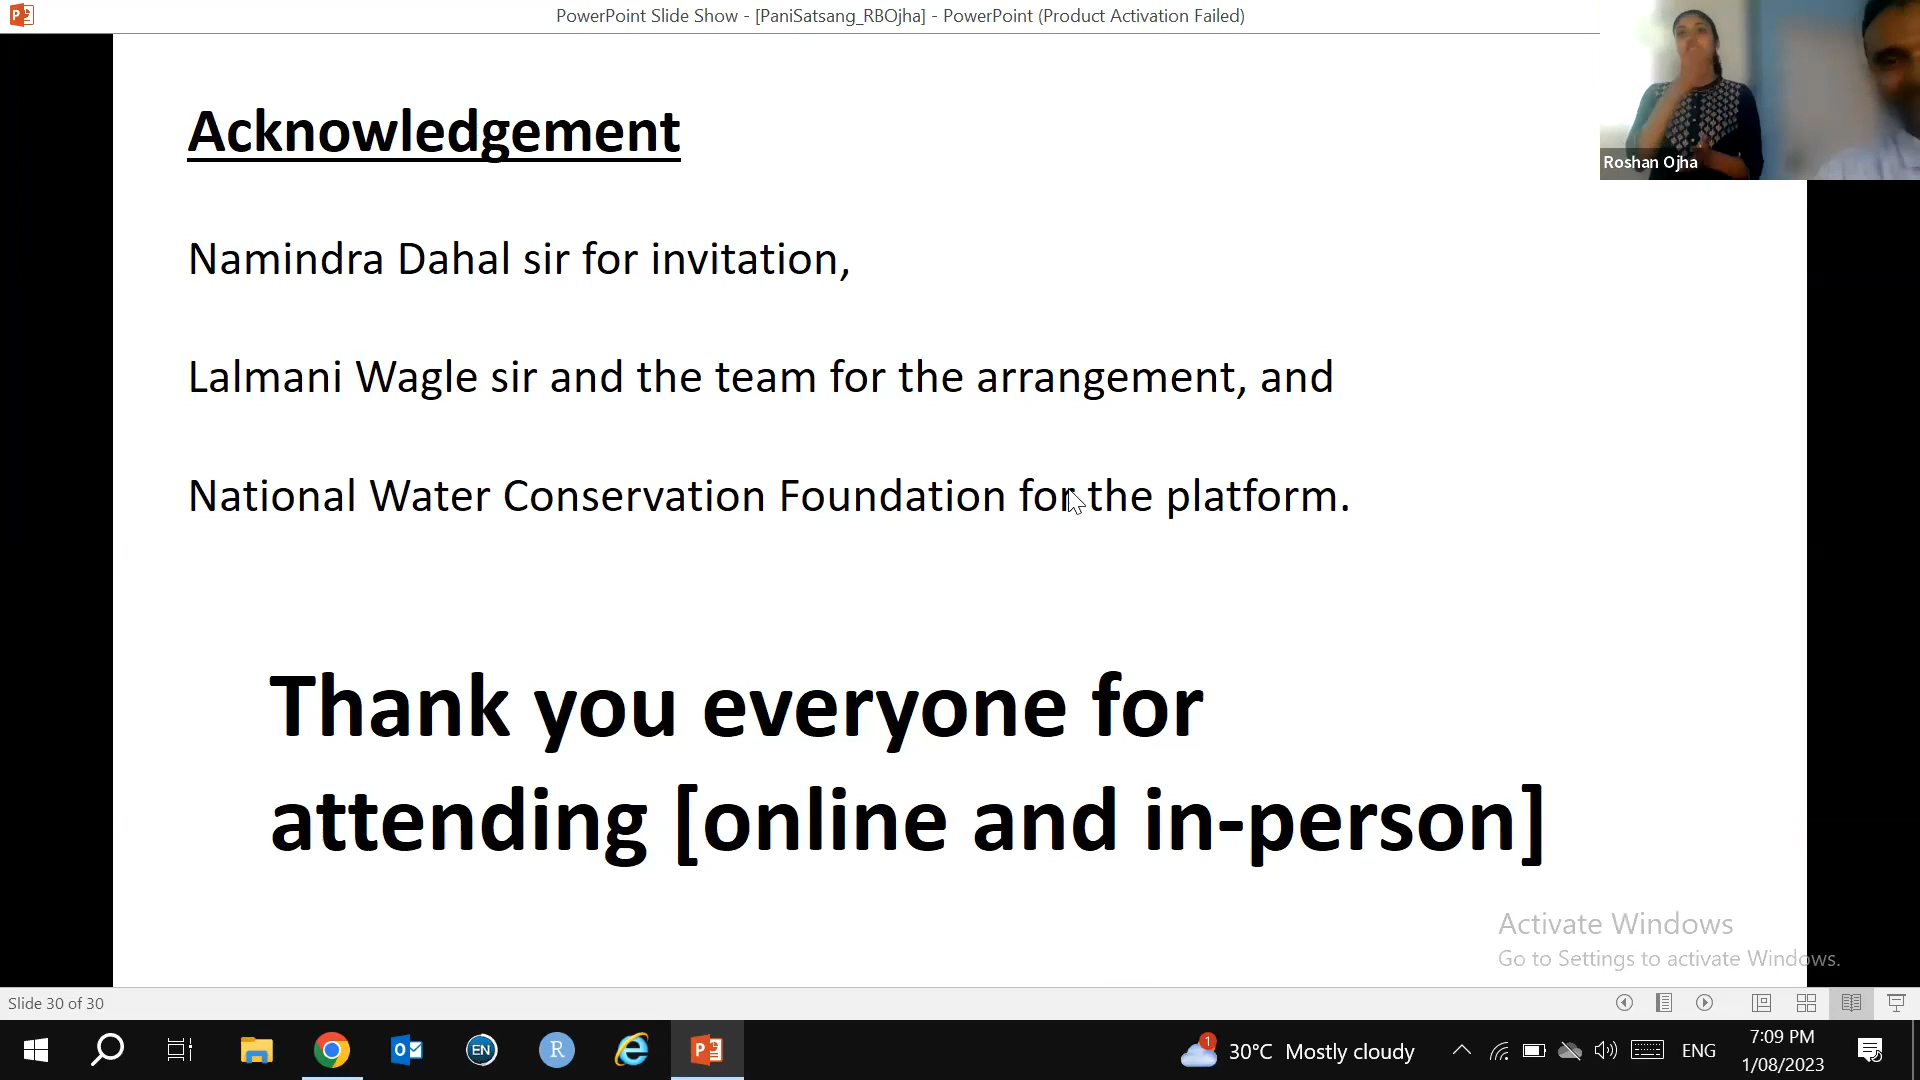 PowerPoint Slide Show - [PaniSatsang_RBOjha] - PowerPoint (Product Activation Failed)
Roshan Ojha
Acknowledgement
Namindra Dahal sir for invitation,
Lalmani Wagle sir and the team for the arrangement, and
National Water Conservation Foundation for the platform.
Thank you everyone for
attending [online and in-person]
Activate Windows
Go to Settings to activate Windows.
Slide 30 of 30
EN
R
1
30°C Mostly cloudy
ENG
7:09 PM
1/08/2023